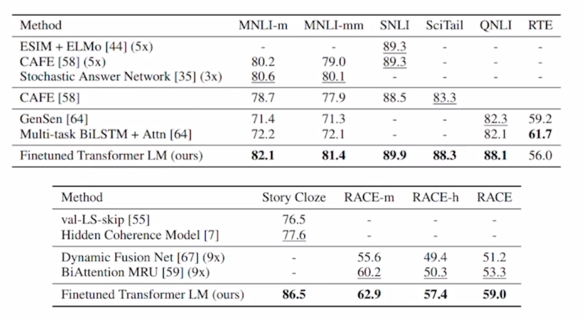 Method MNLI-m MNLI-mm SNLI SciTail QNLI RTE
ESIM + ELMo [44] (5x) - - 89.3 - - -
CAFE [58] (5x) 80.2 79.0 89.3 - - -
Stochastic Answer Network [35] (3x) 80.6 80.1 - - - -
CAFE [58] 78.7 77.9 88.5 83.3
GenSen [64] 71.4 71.3 - - 82.3 59.2
Multi-task BiLSTM + Attn [64] 72.2 72.1 - - 82.1 61.7
Finetuned Transformer LM (ours) 82.1 81.4 89.9 88.3 88.1 56.0
Method Story Cloze RACE-m RACE-h RACE
val-LS-skip [55] 76.5 - - -
Hidden Coherence Model [7] 77.6 - - -
Dynamic Fusion Net [67] (9x) - 55.6 49.4 51.2
BiAttention MRU [59] (9x) - 60.2 50.3 53.3
Finetuned Transformer LM (ours) 86.5 62.9 57.4 59.0